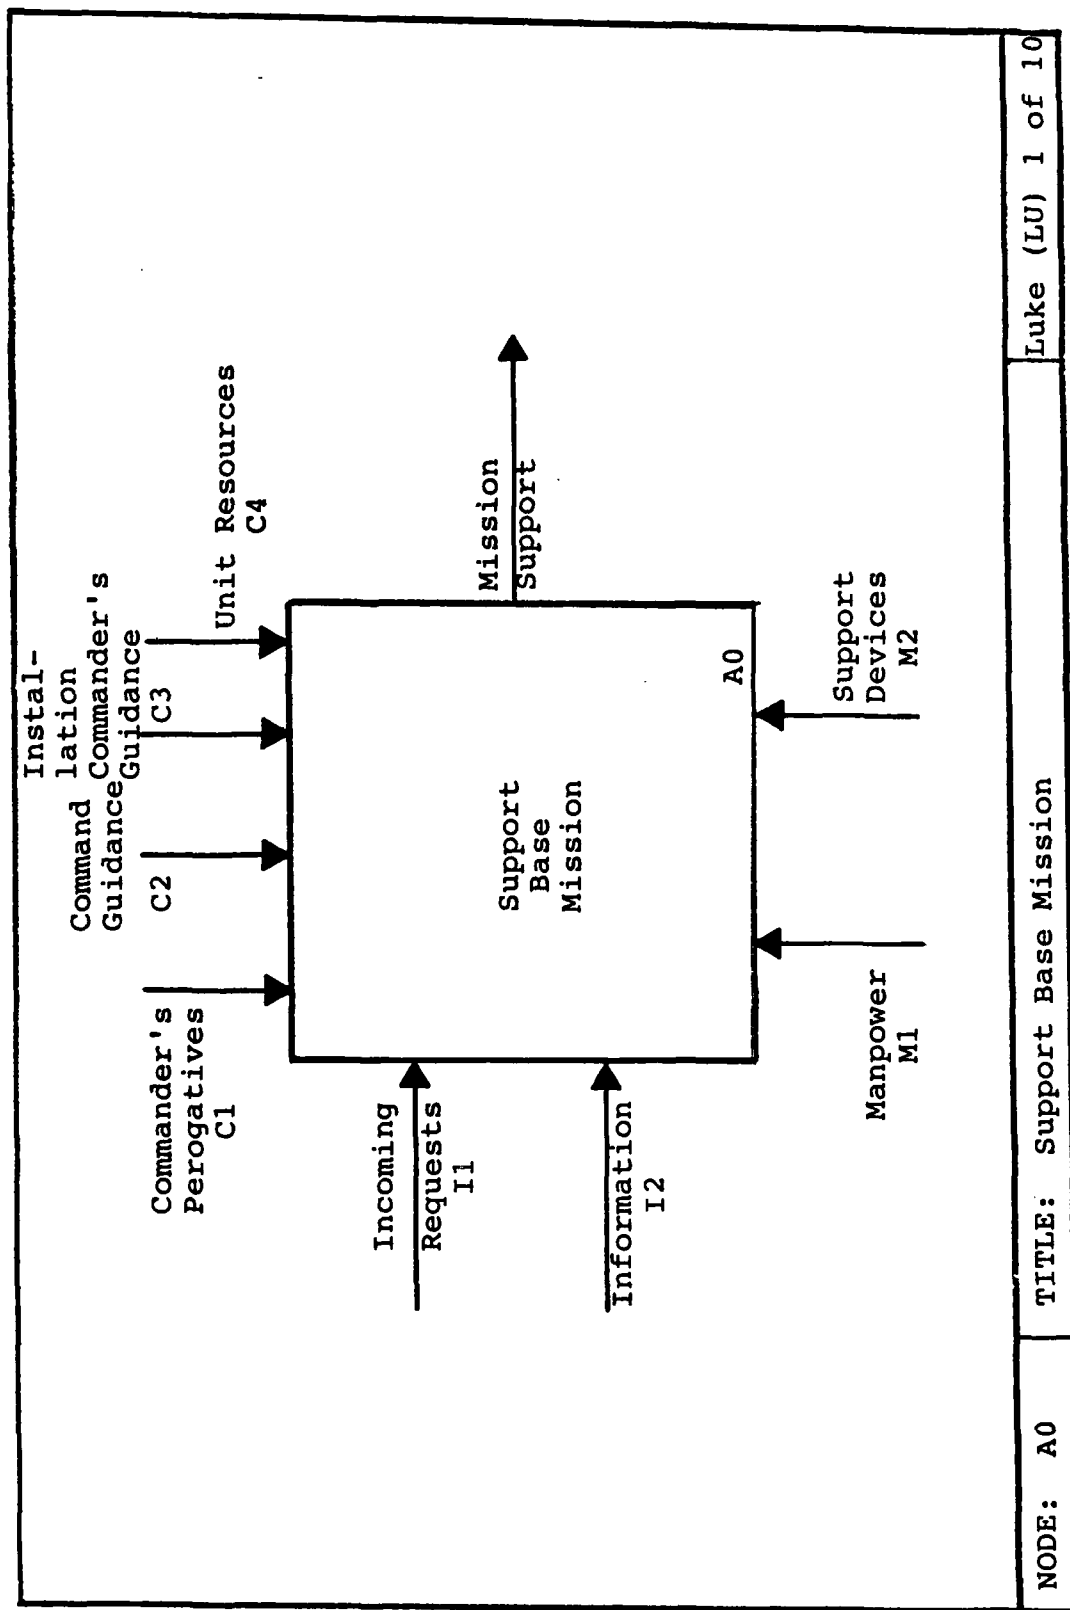 Instal-
lation
Commander's
Guidance
C3
Command
Guidance
C2
Commander's
Perogatives
C1
Unit Resources
C4
Incoming
Requests
I1
Information
I2
Support
Base
Mission
A0
Mission
Support
Manpower
M1
Support
Devices
M2
NODE: A0
TITLE: Support Base Mission
Luke (LU) 1 of 10